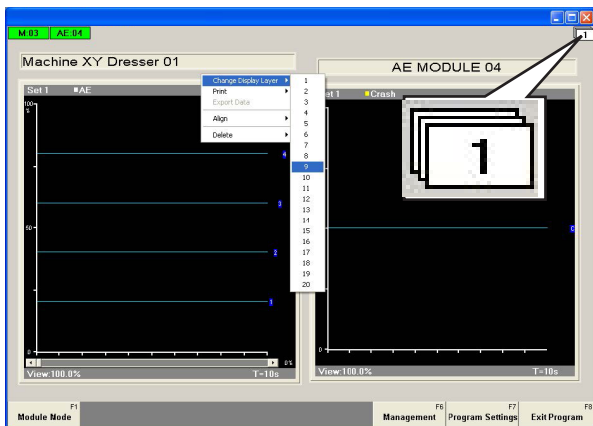 M:03 AE:04
1
Machine XY Dresser 01
AE MODULE 04
Set 1 AE
100
%
50
0
4
3
2
1
0%
View:100.0% T=10s
Change Display Layer
Print
Export Data
Align
Delete
1
2
3
4
5
6
7
8
9
10
11
12
13
14
15
16
17
18
19
20
et 1 Crash
1
C
0
View:100.0% T=10s
F1
Module Mode
F6
Management
F7
Program Settings
F8
Exit Program